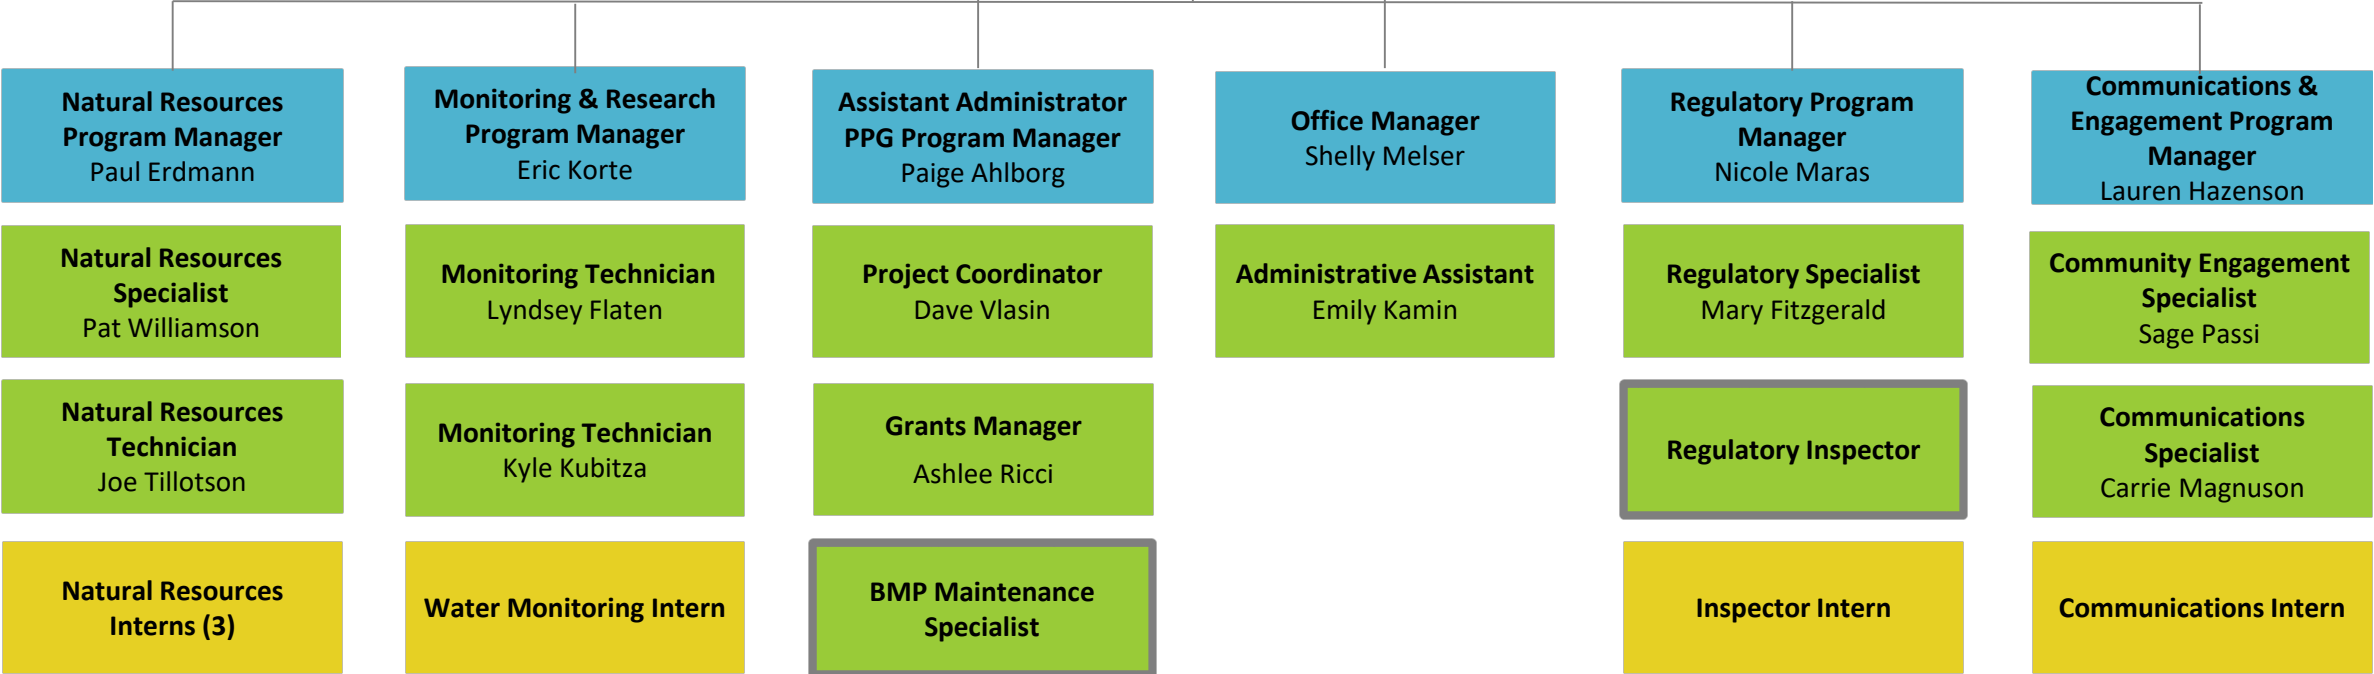 Natural Resources
Program Manager
Paul Erdmann
Monitoring & Research
Program Manager
Eric Korte
Assistant Administrator
PPG Program Manager
Paige Ahlborg
Office Manager
Shelly Melser
Regulatory Program
Manager
Nicole Maras
Communications &
Engagement Program
Manager
Lauren Hazenson
Natural Resources
Specialist
Pat Williamson
Monitoring Technician
Lyndsey Flaten
Project Coordinator
Dave Vlasin
Administrative Assistant
Emily Kamin
Regulatory Specialist
Mary Fitzgerald
Community Engagement
Specialist
Sage Passi
Natural Resources
Technician
Joe Tillotson
Monitoring Technician
Kyle Kubitza
Grants Manager
Ashlee Ricci
Regulatory Inspector
Communications
Specialist
Carrie Magnuson
Natural Resources
Interns (3)
Water Monitoring Intern
BMP Maintenance
Specialist
Inspector Intern
Communications Intern